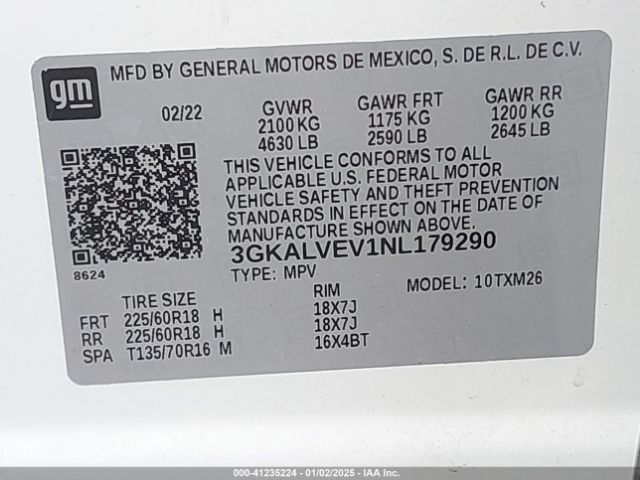 gm
MFD BY GENERAL MOTORS DE MEXICO, S. DE R.L. DE C.V.
02/22 GVWR GAWR FRT GAWR RR
2100 KG 1175 KG 1200 KG
4630 LB 2590 LB 2645 LB
THIS VEHICLE CONFORMS TO ALL
APPLICABLE U.S. FEDERAL MOTOR
VEHICLE SAFETY AND THEFT PREVENTION
STANDARDS IN EFFECT ON THE DATE OF
MANUFACTURE SHOWN ABOVE.
3GKALVEV1NL179290
8624 TYPE: MPV MODEL: 10TXM26
TIRE SIZE RIM
FRT 225/60R18 H 18X7J
RR 225/60R18 H 18X7J
SPA T135/70R16 M 16X4BT
000-41235224 - 01/02/2025 - IAA Inc.